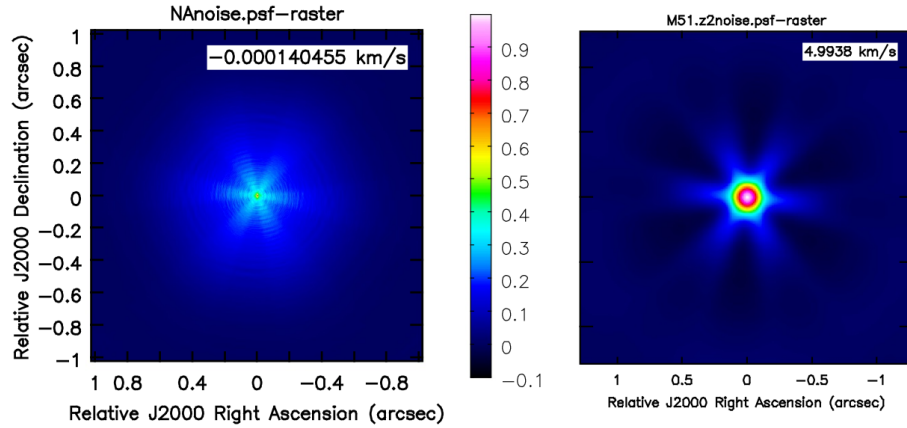 NAnoise.psf-raster
-0.000140455 km/s
Relative J2000 Declination (arcsec)
1
0.8
0.6
0.4
0.2
0
-0.2
-0.4
-0.6
-0.8
-1
1 0.8 0.4 0 -0.4 -0.8
Relative J2000 Right Ascension (arcsec)
0.9
0.8
0.7
0.6
0.5
0.4
0.3
0.2
0.1
0
-0.1
M51.z2noise.psf-raster
4.9938 km/s
1 0.5 0 -0.5 -1
Relative J2000 Right Ascension (arcsec)